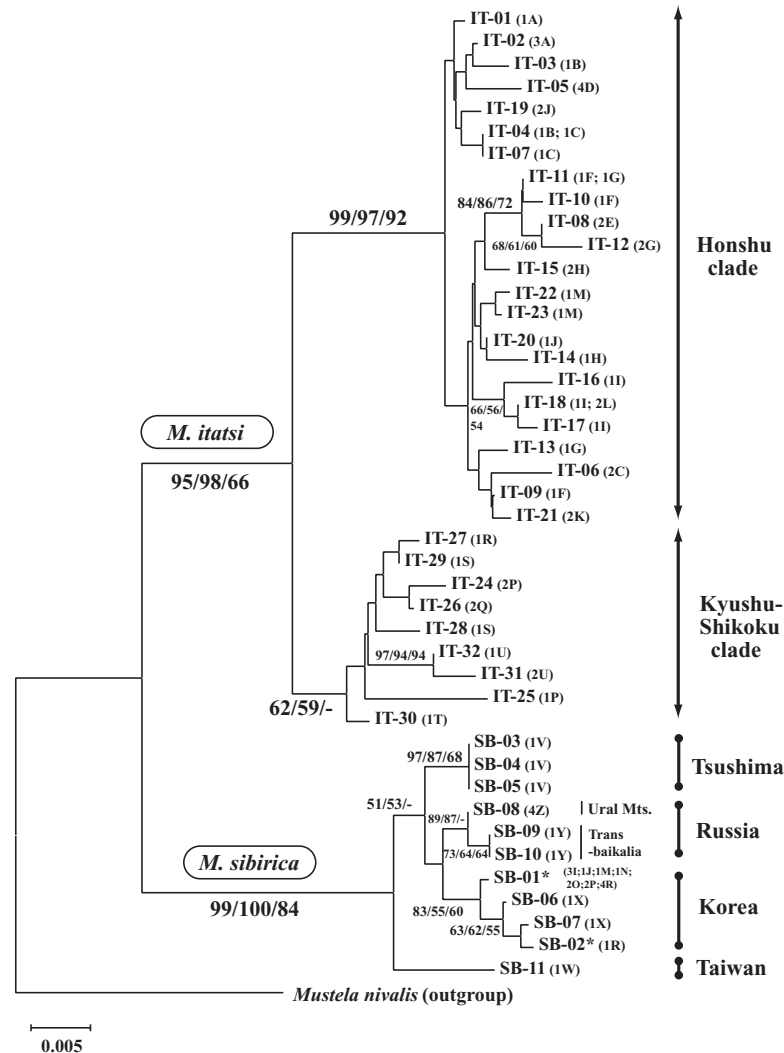 IT-01 (1A)
IT-02 (3A)
IT-03 (1B)
IT-05 (4D)
IT-19 (2J)
IT-04 (1B; 1C)
IT-07 (1C)
IT-11 (1F; 1G)
84/86/72
IT-10 (1F)
IT-08 (2E)
99/97/92
68/61/60
IT-12 (2G)
Honshu
clade
IT-15 (2H)
IT-22 (1M)
IT-23 (1M)
IT-20 (1J)
IT-14 (1H)
IT-16 (1I)
66/56/
54
IT-18 (1I; 2L)
IT-17 (1I)
M. itatsi
95/98/66
IT-13 (1G)
IT-06 (2C)
IT-09 (1F)
IT-21 (2K)
IT-27 (1R)
IT-29 (1S)
IT-24 (2P)
IT-26 (2Q)
Kyushu-
Shikoku
clade
IT-28 (1S)
97/94/94
IT-32 (1U)
IT-31 (2U)
IT-25 (1P)
62/59/-
IT-30 (1T)
97/87/68
SB-03 (1V)
SB-04 (1V)
SB-05 (1V)
Tsushima
51/53/-
89/87/-
SB-08 (4Z)
Ural Mts.
SB-09 (1Y)
73/64/64
SB-10 (1Y)
Trans
-baikalia
Russia
M. sibirica
99/100/84
SB-01* (3I;1J;1M;1N;
2O;2P;4R)
83/55/60
SB-06 (1X)
63/62/55
SB-07 (1X)
SB-02* (1R)
Korea
SB-11 (1W)
Taiwan
Mustela nivalis (outgroup)
0.005